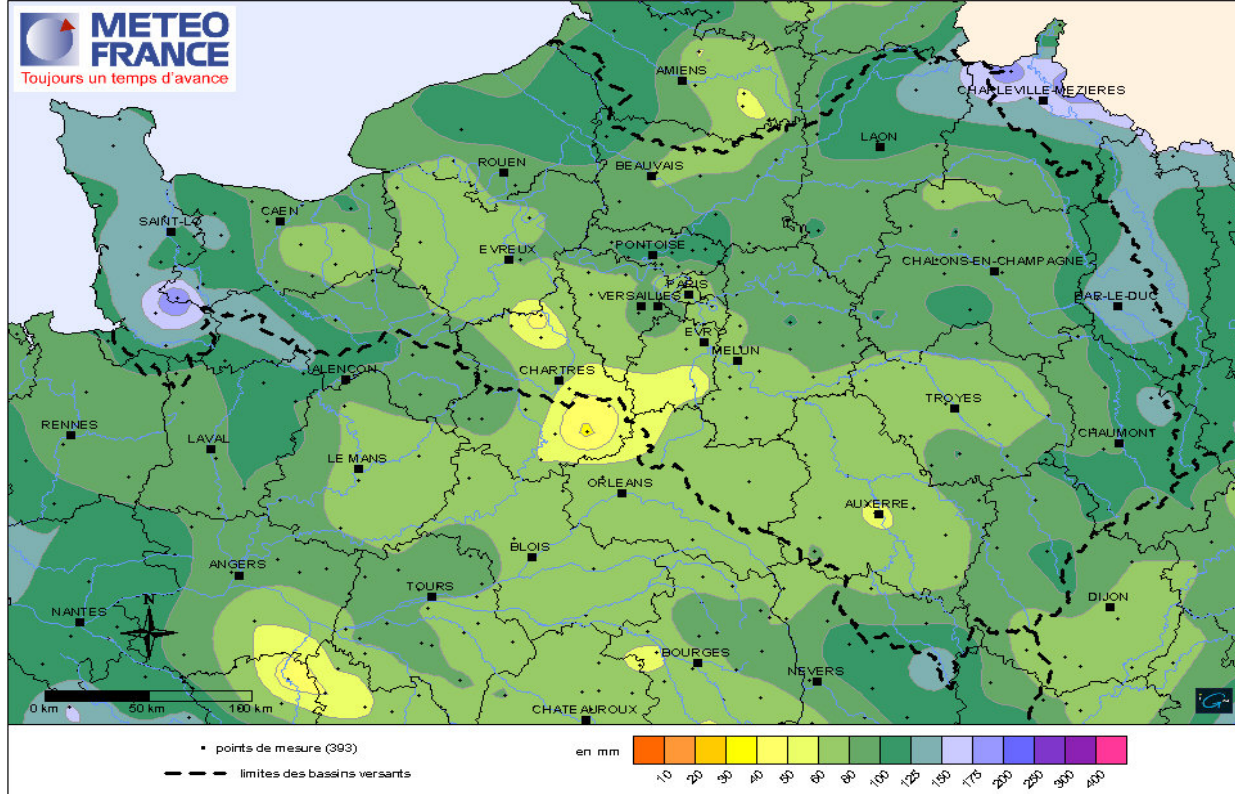 METEO
FRANCE
Toujours un temps d'avance
AMIENS
CHARLEVILLE-MEZIERES
LAON
ROUEN
BEAUVAIS
SAINT-LO
CAEN
EVREUX
PONTOISE
CHALONS-EN-CHAMPAGNE
PARIS
VERSAILLES
BAR-LE-DUC
EVRY
MELUN
ALENCON
CHARTRES
TROYES
RENNES
LAVAL
CHAUMONT
LE MANS
ORLEANS
AUXERRE
BLOIS
ANGERS
TOURS
DIJON
NANTES
N
BOURGES
NEVERS
0 km 50 km 100 km
CHATEAUROUX
points de mesure (393)
limites des bassins versants
en mm
10 20 30 40 50 60 80 100 125 150 175 200 250 300 400